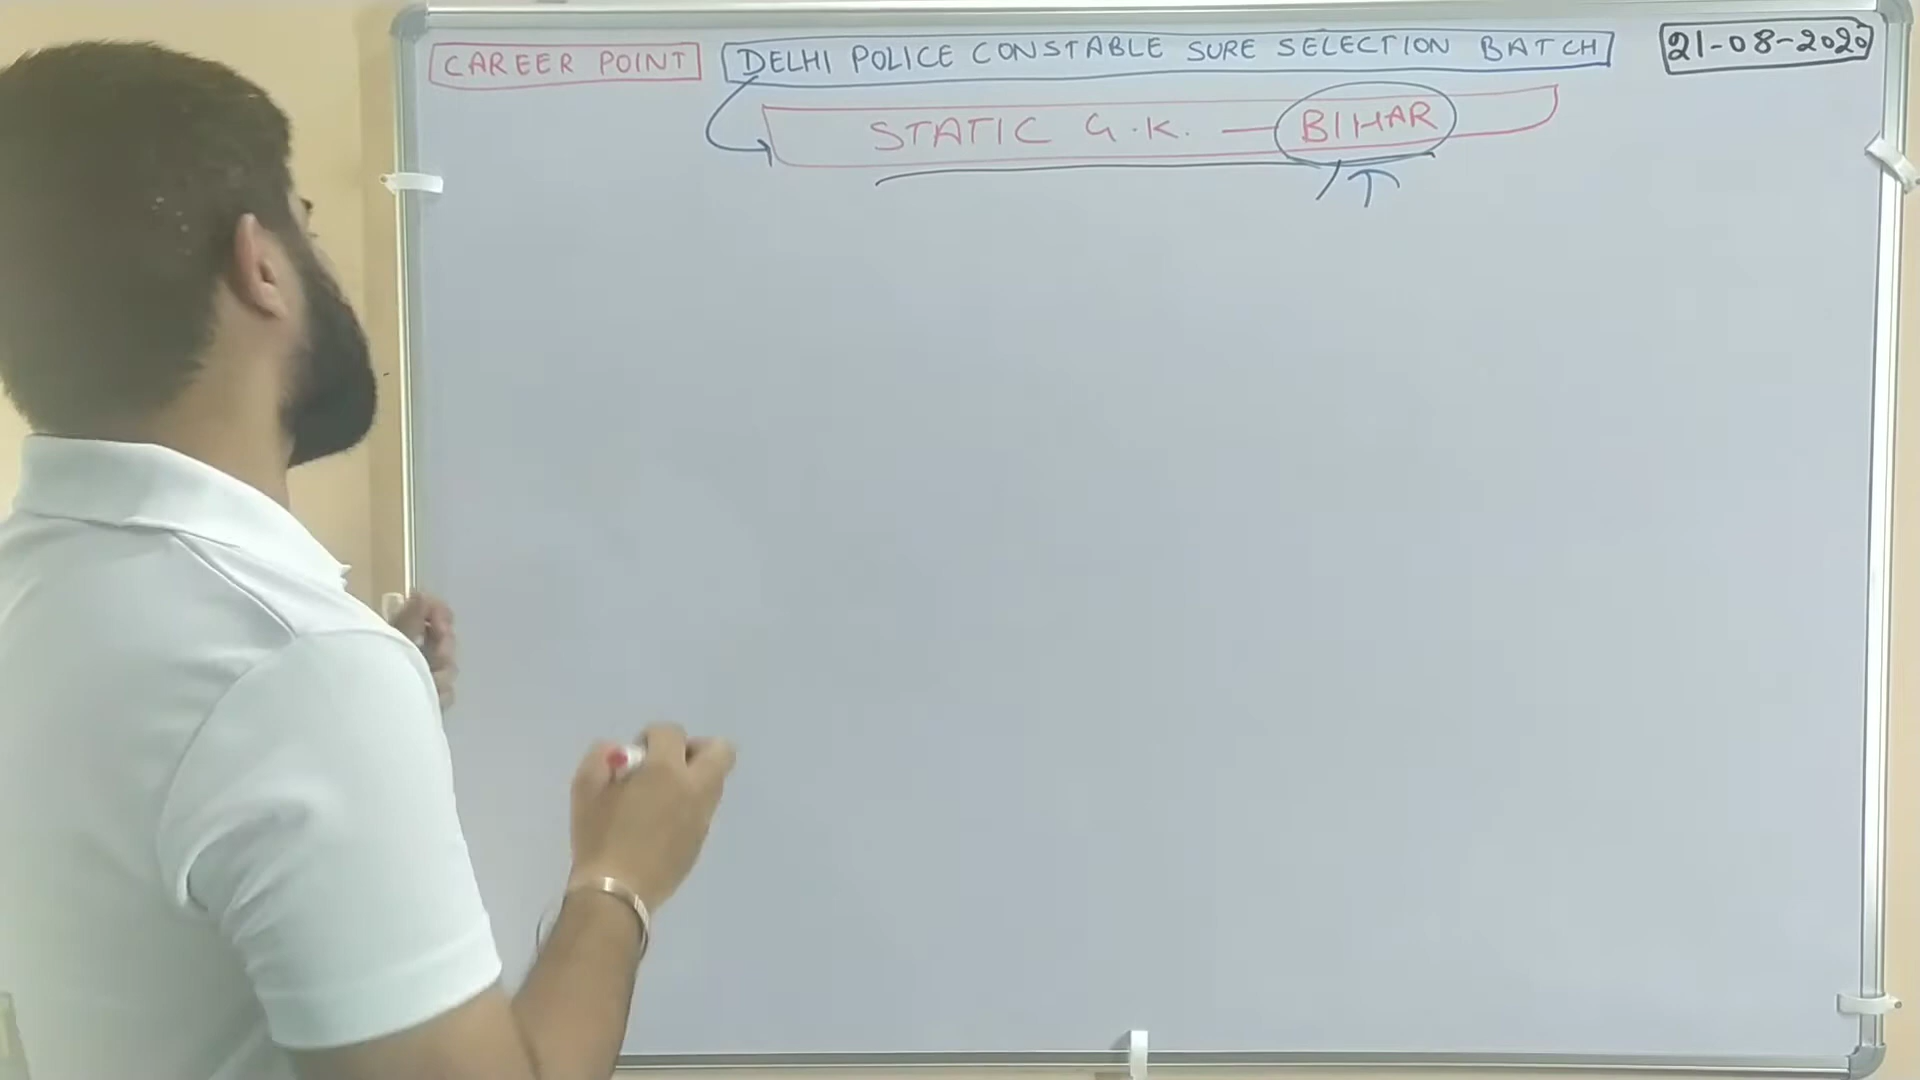 CAREER POINT DELHI POLICE CONSTABLE SURE SELECTION BATCH 21-08-2020
STATIC G.K. — BIHAR